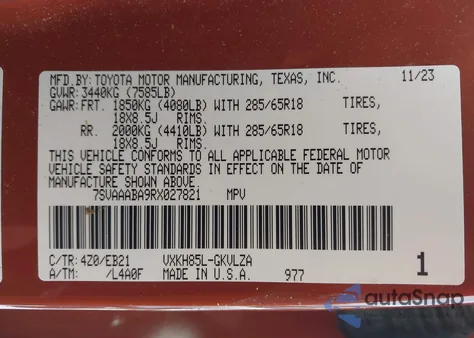 MFD.BY:TOYOTA MOTOR MANUFACTURING, TEXAS, INC. 11/23
GVWR:3440KG (7585LB)
GAWR:FRT. 1850KG (4080LB) WITH 285/65R18 TIRES,
18X8.5J RIMS.
RR. 2000KG (4410LB) WITH 285/65R18 TIRES,
18X8.5J RIMS.
THIS VEHICLE CONFORMS TO ALL APPLICABLE FEDERAL MOTOR
VEHICLE SAFETY STANDARDS IN EFFECT ON THE DATE OF
MANUFACTURE SHOWN ABOVE.
7SVAAABA9RX027821 MPV
C/TR:4Z0/EB21 VXKH85L-GKVLZA
A/TM: /L4A0F MADE IN U.S.A. 977 1
autoSnap